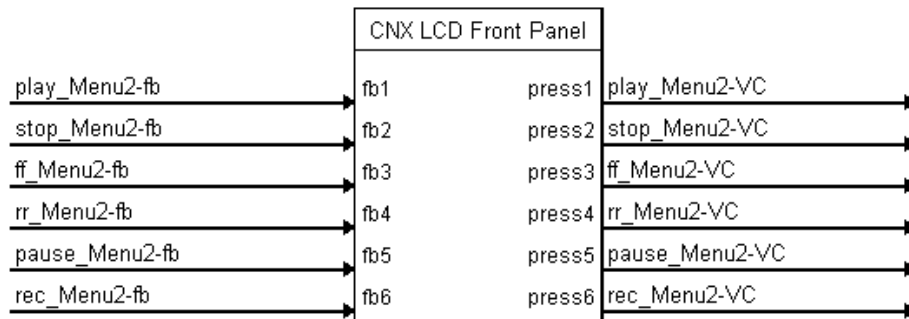 CNX LCD Front Panel
play_Menu2-fb fb1 press1 play_Menu2-VC
stop_Menu2-fb fb2 press2 stop_Menu2-VC
ff_Menu2-fb fb3 press3 ff_Menu2-VC
rr_Menu2-fb fb4 press4 rr_Menu2-VC
pause_Menu2-fb fb5 press5 pause_Menu2-VC
rec_Menu2-fb fb6 press6 rec_Menu2-VC